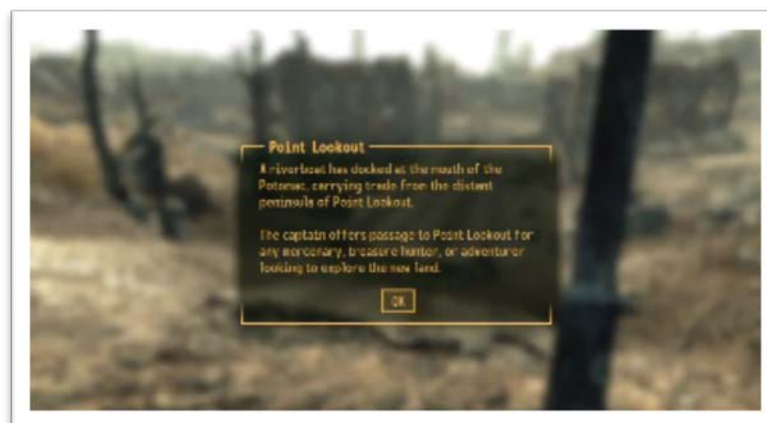 Point Lookout
A riverboat has docked at the mouth of the
Potomac, carrying trade from the distant
peninsula of Point Lookout.
The captain offers passage to Point Lookout for
any mercenary, treasure hunter, or adventurer
looking to explore the new land.
OK